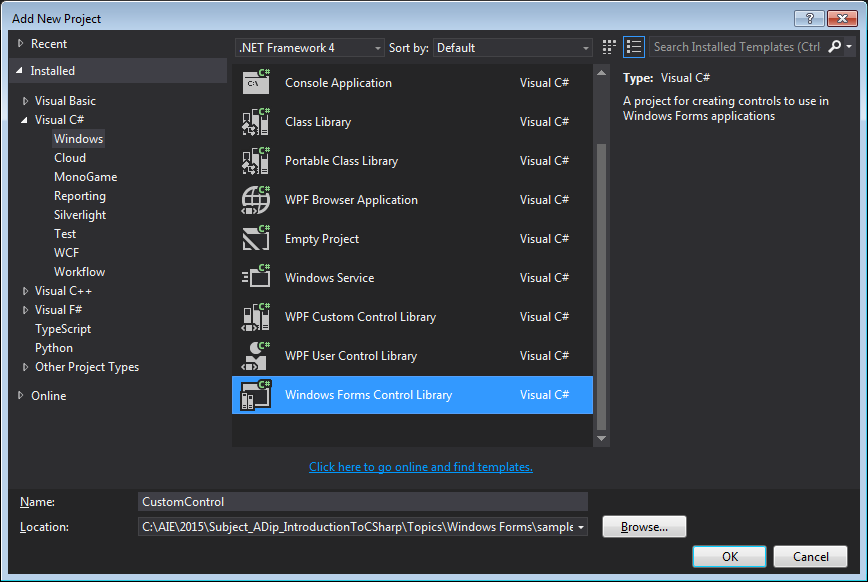 Add New Project
Recent
Installed
Visual Basic
Visual C#
Windows
Cloud
MonoGame
Reporting
Silverlight
Test
WCF
Workflow
Visual C++
Visual F#
TypeScript
Python
Other Project Types
Online
.NET Framework 4 Sort by: Default
Search Installed Templates (Ctrl
C# C:\ Console Application Visual C#
C# Class Library Visual C#
C# Portable Class Library Visual C#
C# WPF Browser Application Visual C#
C# Empty Project Visual C#
C# Windows Service Visual C#
C# WPF Custom Control Library Visual C#
C# WPF User Control Library Visual C#
C# Windows Forms Control Library Visual C#
Click here to go online and find templates.
Type: Visual C#
A project for creating controls to use in
Windows Forms applications
Name: CustomControl
Location: C:\AIE\2015\Subject_ADip_IntroductionToCSharp\Topics\Windows Forms\sample
Browse...
OK Cancel